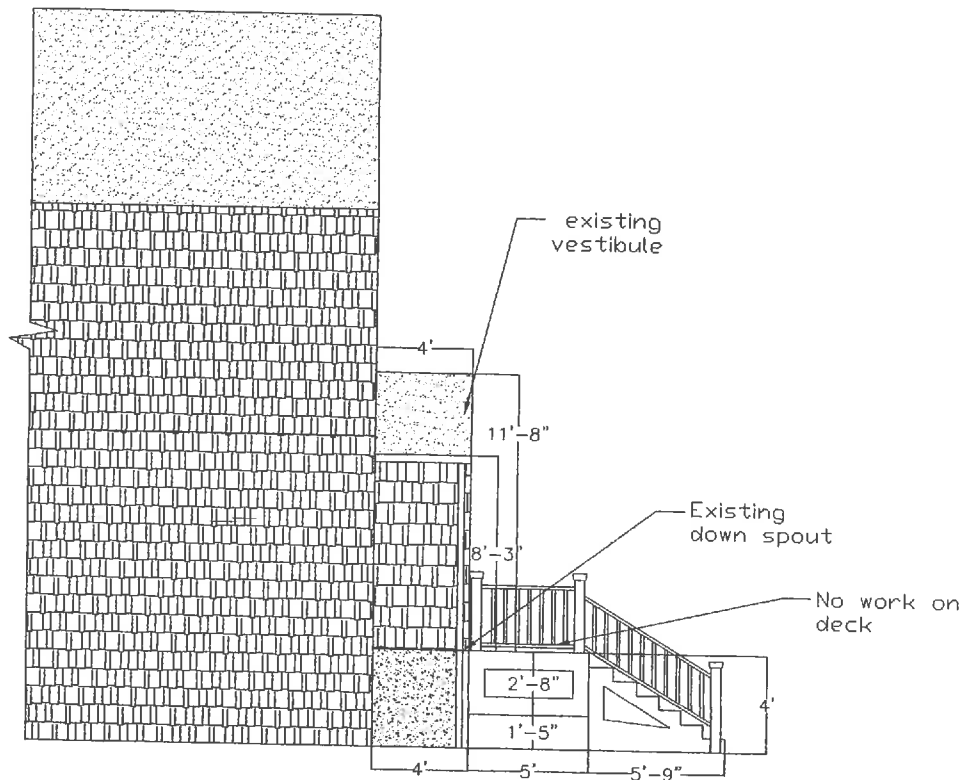 existing
vestibule
4'
11'-8"
8'-3'
Existing
down spout
No work on
deck
2'-8"
4'
1'-5"
4'
5'
5'-9"